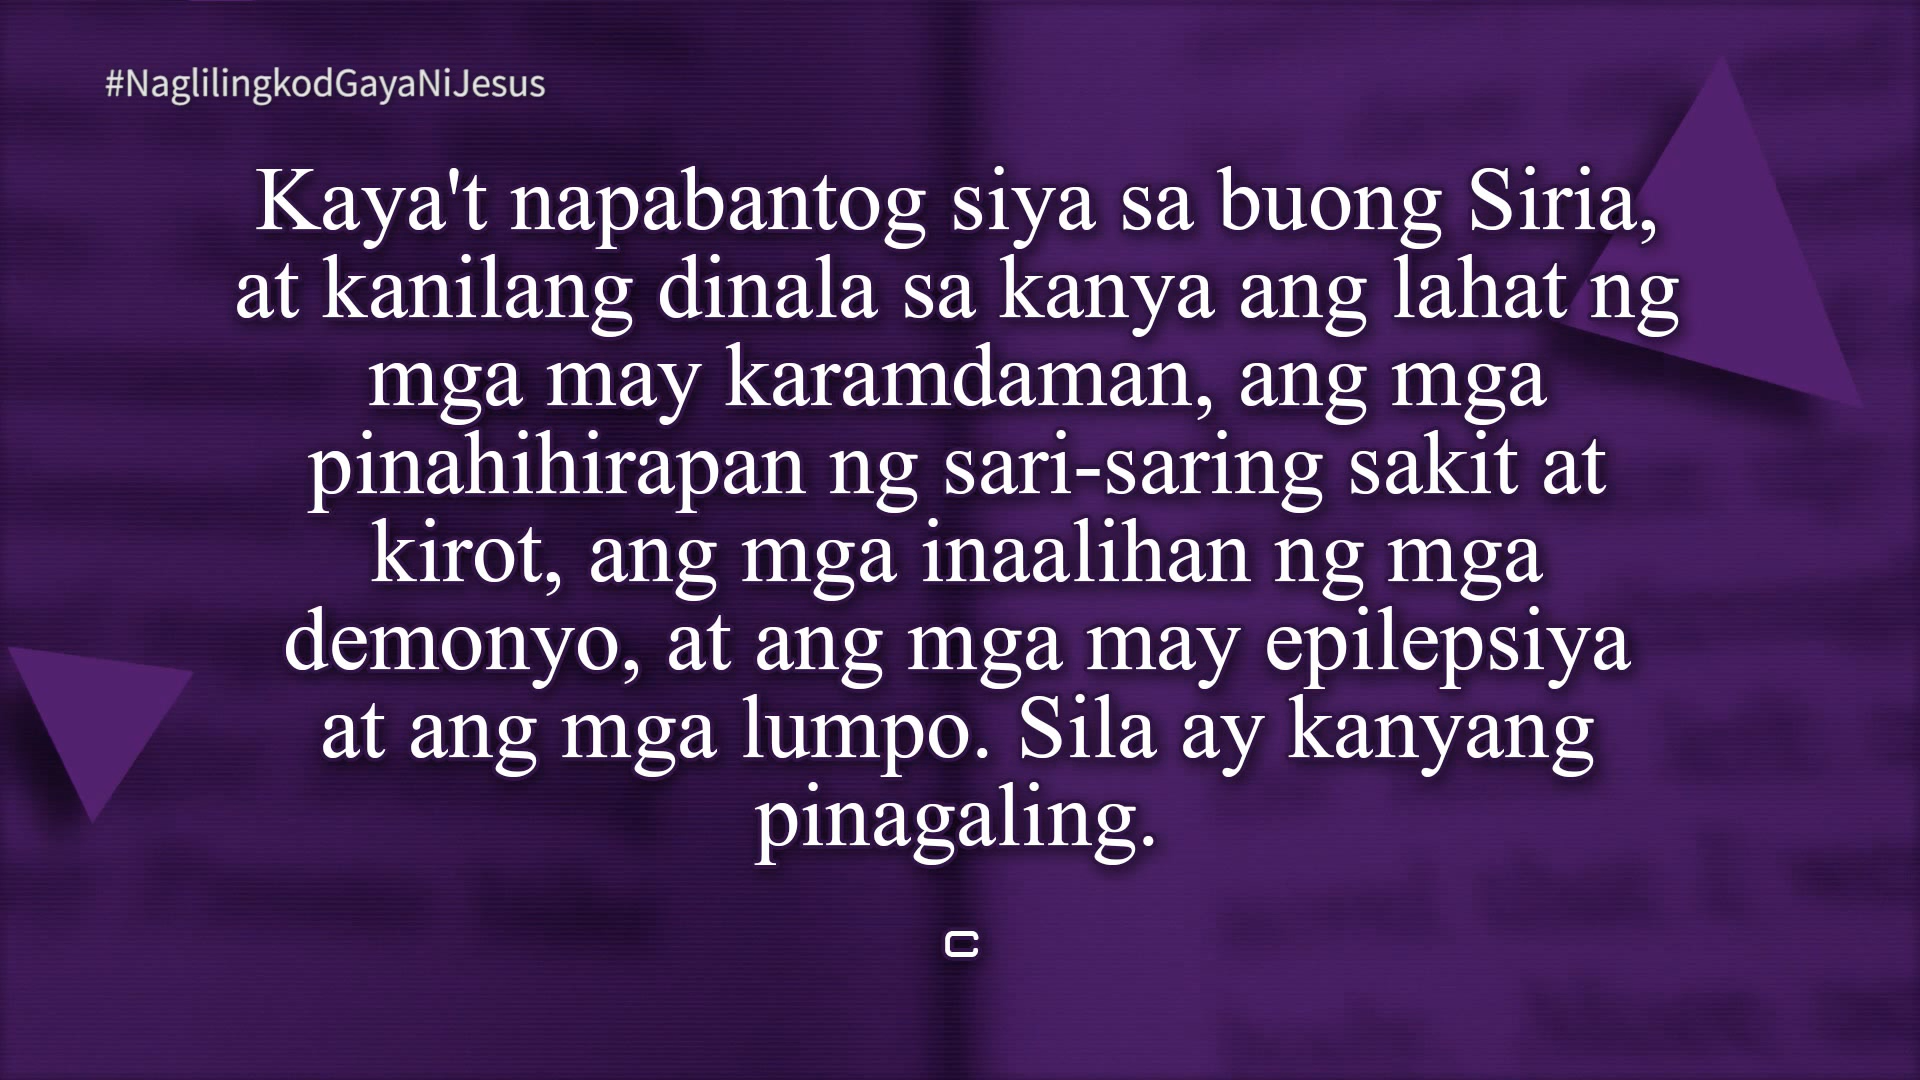 #NaglilingkodGayaNiJesus
Kaya't napabantog siya sa buong Siria,
at kanilang dinala sa kanya ang lahat ng
mga may karamdaman, ang mga
pinahihirapan ng sari-saring sakit at
kirot, ang mga inaalihan ng mga
demonyo, at ang mga may epilepsiya
at ang mga lumpo. Sila ay kanyang
pinagaling.
C